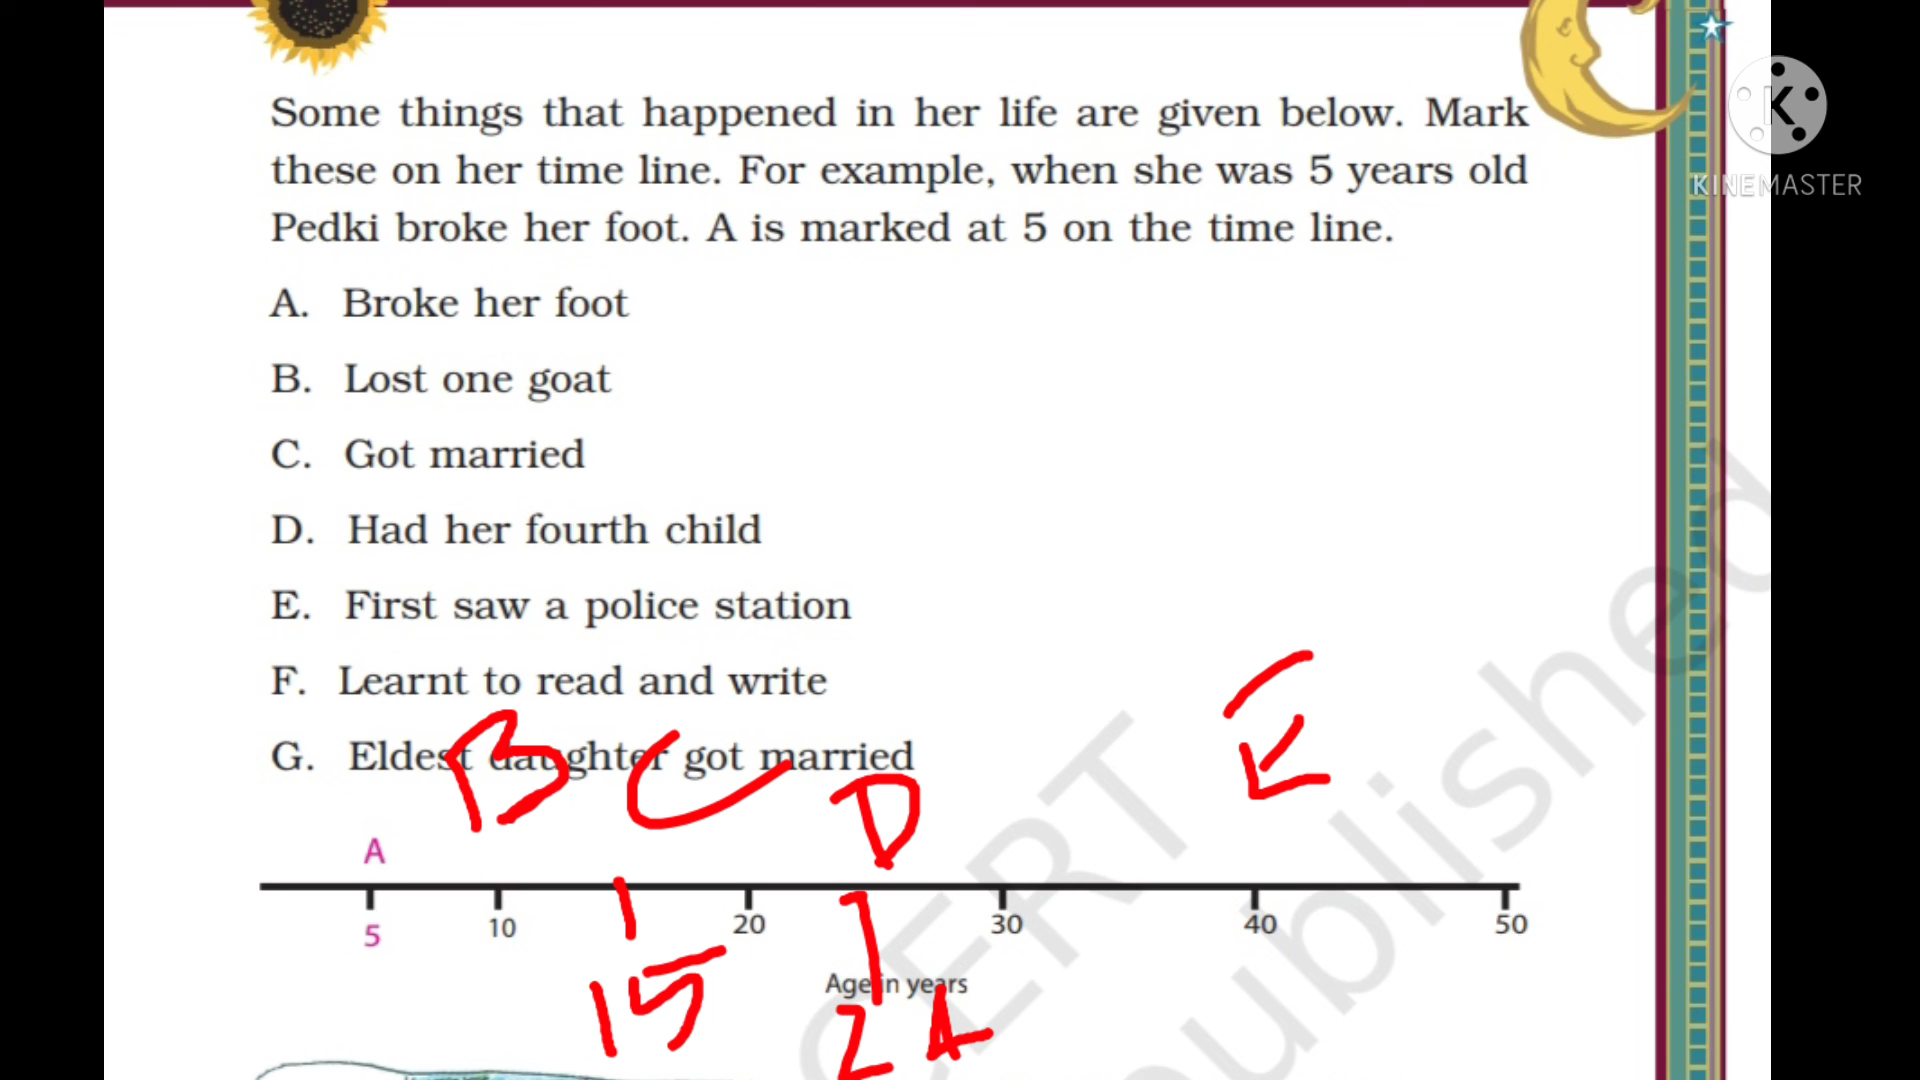 K
KINEMASTER
Some things that happened in her life are given below. Mark
these on her time line. For example, when she was 5 years old
Pedki broke her foot. A is marked at 5 on the time line.
A. Broke her foot
B. Lost one goat
C. Got married
D. Had her fourth child
E. First saw a police station
F. Learnt to read and write
G. Eldest daughter got married
B C D E
A
5 10 20 30 40 50
15
Age in years
24